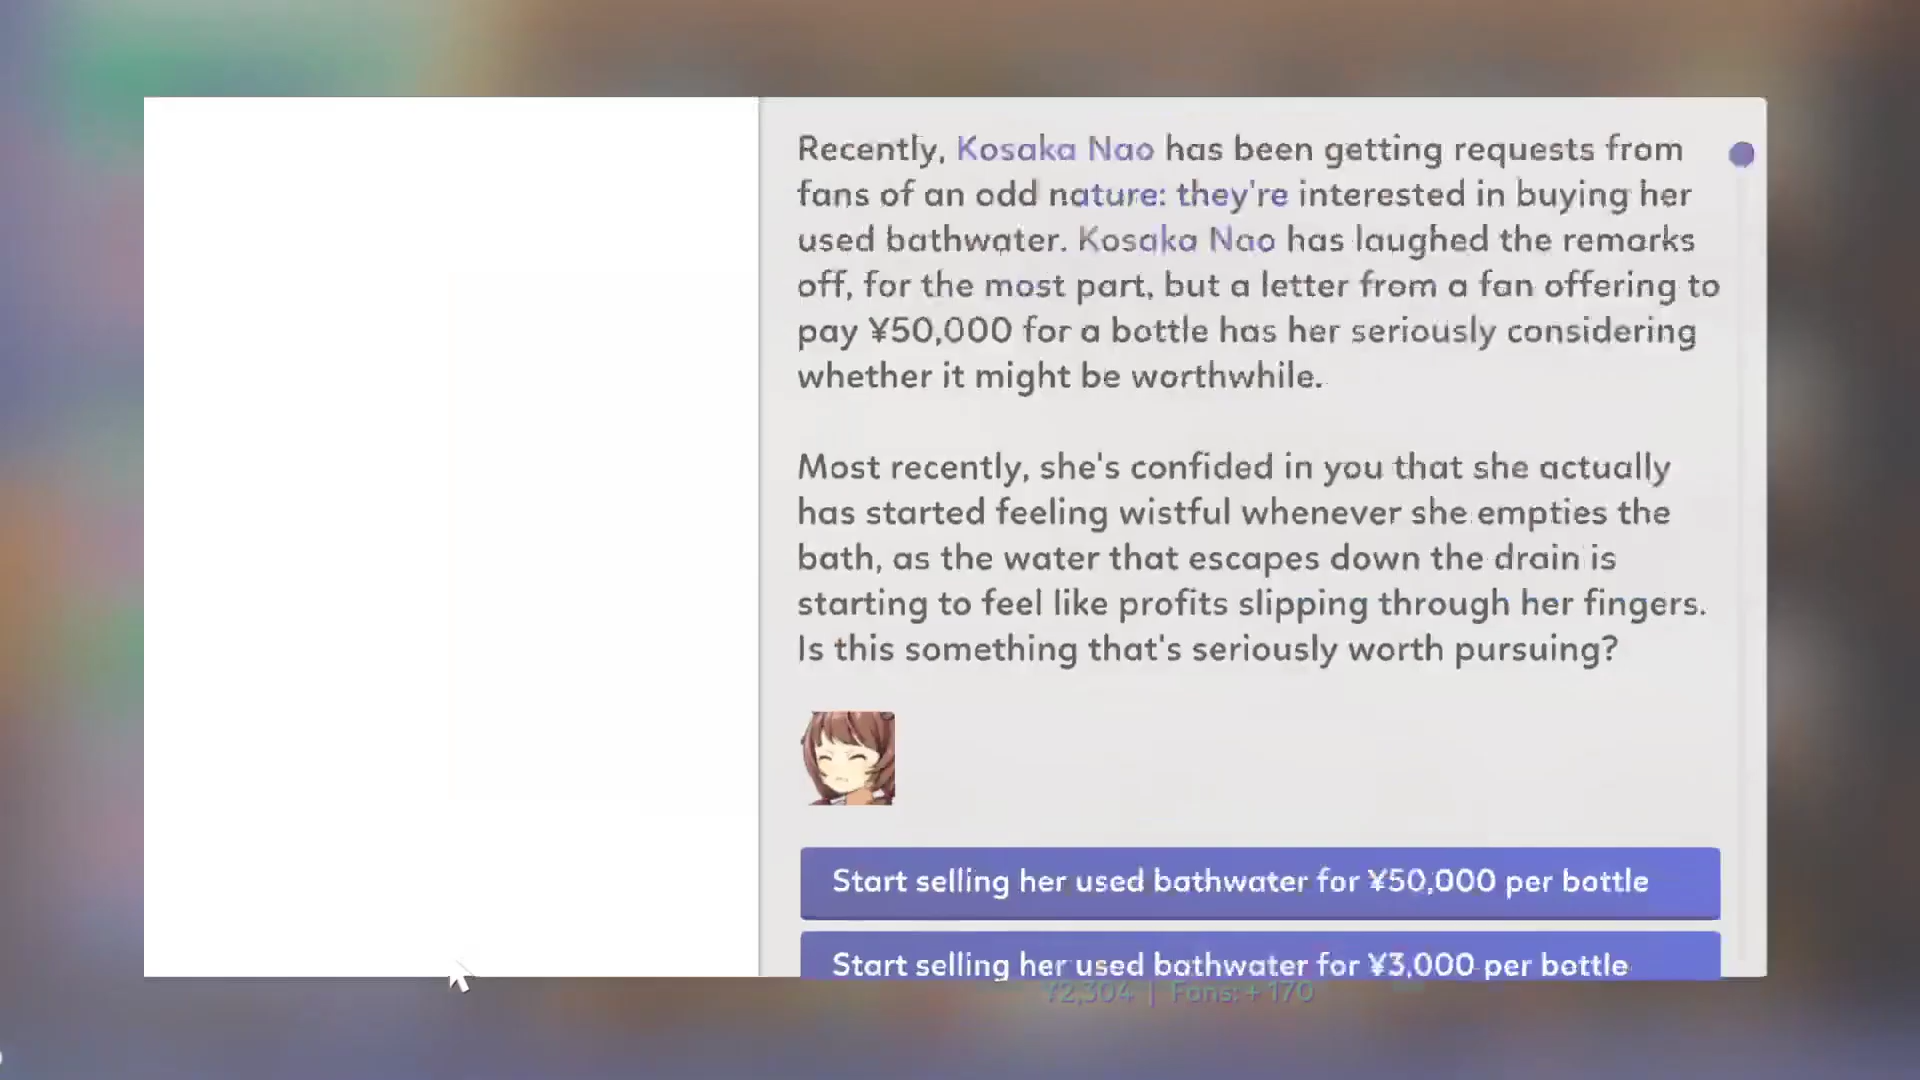 Recently, Kosaka Nao has been getting requests from
fans of an odd nature: they're interested in buying her
used bathwater. Kosaka Nao has laughed the remarks
off, for the most part, but a letter from a fan offering to
pay ¥50,000 for a bottle has her seriously considering
whether it might be worthwhile.
Most recently, she's confided in you that she actually
has started feeling wistful whenever she empties the
bath, as the water that escapes down the drain is
starting to feel like profits slipping through her fingers.
Is this something that's seriously worth pursuing?
Start selling her used bathwater for ¥50,000 per bottle
Start selling her used bathwater for ¥3,000 per bottle
¥2,304 | Fans: +170